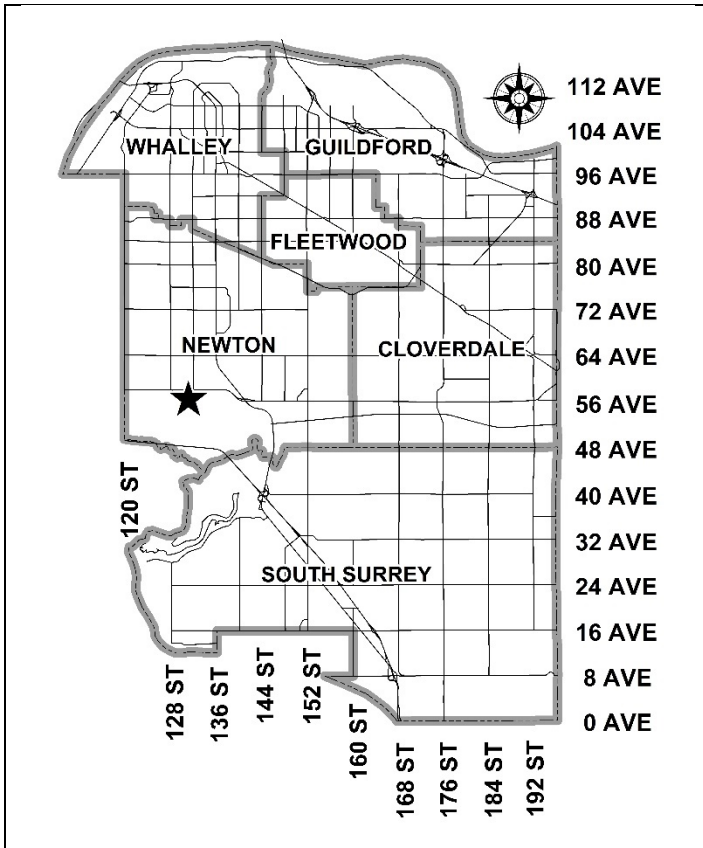 112 AVE
104 AVE
WHALLEY
GUILDFORD
96 AVE
88 AVE
FLEETWOOD
80 AVE
72 AVE
NEWTON
CLOVERDALE
64 AVE
56 AVE
48 AVE
120 ST
40 AVE
32 AVE
SOUTH SURREY
24 AVE
16 AVE
8 AVE
0 AVE
128 ST
136 ST
144 ST
152 ST
160 ST
168 ST
176 ST
184 ST
192 ST